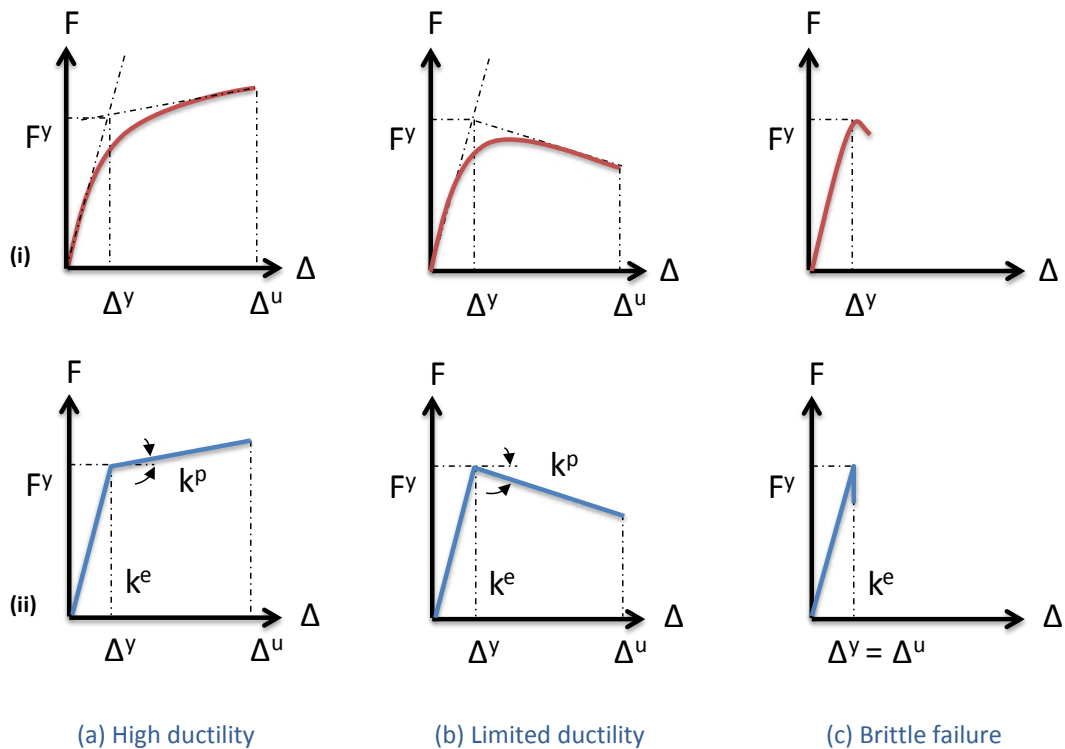 F
F
F
Fʸ
Fʸ
Fʸ
(i)
Δ
Δ
Δ
Δʸ
Δᵘ
Δʸ
Δᵘ
Δʸ
F
F
F
kᵖ
kᵖ
Fʸ
Fʸ
Fʸ
kᵉ
kᵉ
kᵉ
(ii)
Δ
Δ
Δ
Δʸ
Δᵘ
Δʸ
Δᵘ
Δʸ = Δᵘ
(a) High ductility
(b) Limited ductility
(c) Brittle failure